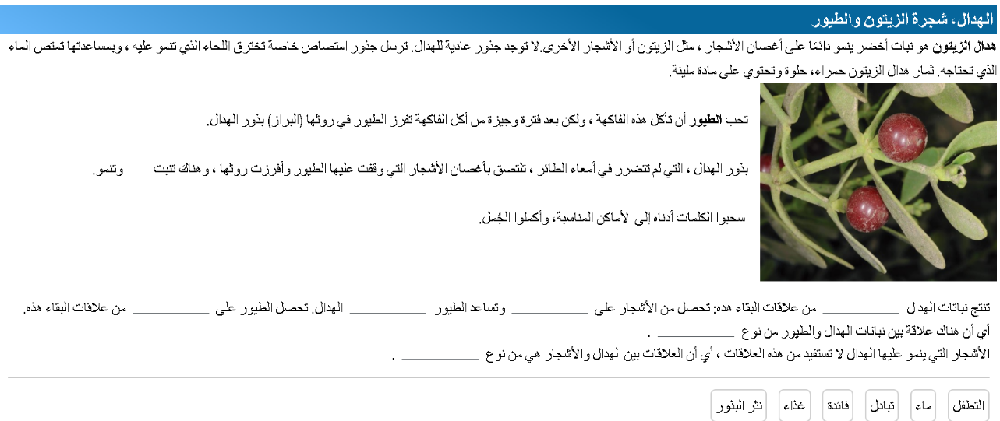 الهدال، شجرة الزيتون والطيور
هدال الزيتون هو نبات أخضر ينمو دائمًا على أغصان الأشجار ، مثل الزيتون أو الأشجار الأخرى.لا توجد جذور عادية للهدال. ترسل جذور امتصاص خاصة تخترق اللحاء الذي تنمو عليه ، وبمساعدتها تمتص الماء
الذي تحتاجه. ثمار هدال الزيتون حمراء، حلوة وتحتوي على مادة ملينة.
تحب الطيور أن تأكل هذه الفاكهة ، ولكن بعد فترة وجيزة من أكل الفاكهة تفرز الطيور في روثها (البراز) بذور الهدال.
بذور الهدال ، التي لم تتضرر في أمعاء الطائر ، تلتصق بأغصان الأشجار التي وقفت عليها الطيور وأفرزت روثها ، وهناك تنبت وتنمو.
اسحبوا الكلمات أدناه إلى الأماكن المناسبة، وأكملوا الجُمل.
تنتج نباتات الهدال __________ من علاقات البقاء هذه: تحصل من الأشجار على __________ وتساعد الطيور __________ الهدال. تحصل الطيور على __________ من علاقات البقاء هذه.
أي أن هناك علاقة بين نباتات الهدال والطيور من نوع __________ .
الأشجار التي ينمو عليها الهدال لا تستفيد من هذه العلاقات ، أي أن العلاقات بين الهدال والأشجار هي من نوع __________ .
التطفل ماء تبادل فائدة غذاء نثر البذور